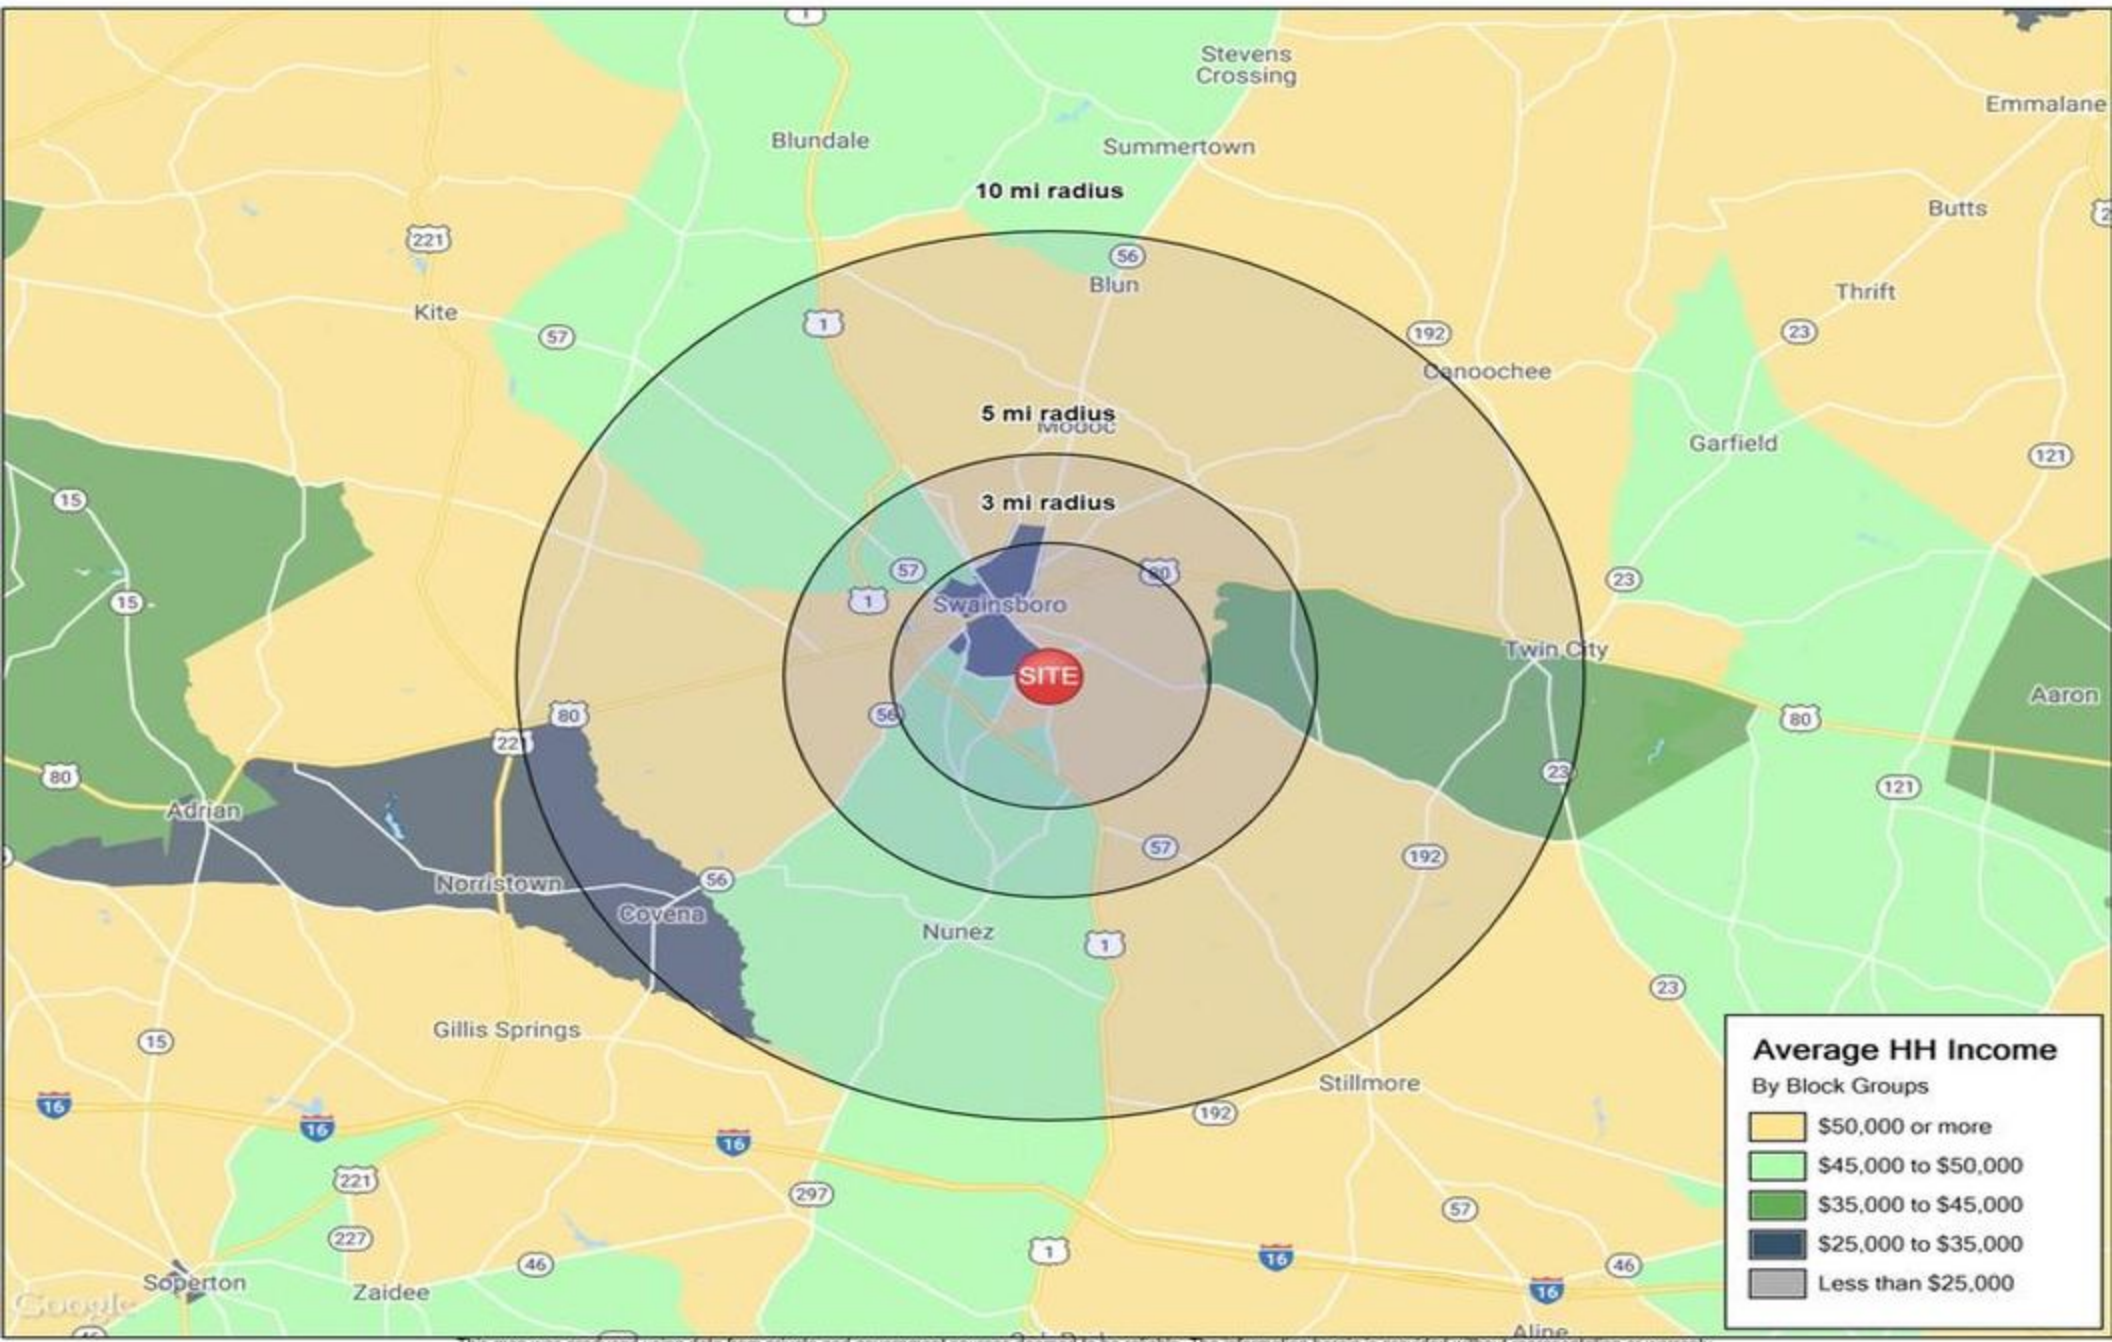 1
Stevens
Crossing
Emmalane
Blundale
Summertown
10 mi radius
Butts
221
2
56
Blun
Thrift
Kite
1
57
192
23
Canoochee
5 mi radius
Modoc
Garfield
121
15
3 mi radius
57
80
23
15
1
Swainsboro
Twin City
SITE
Aaron
56
80
221
80
80
23
121
Adrian
57
192
Norristown
56
Covena
Nunez
1
23
Gillis Springs
15
Stillmore
16
16
16
192
221
297
57
227
1
46
16
46
16
Soperton
Zaidee
Google
46
Aline
Average HH Income
By Block Groups
$50,000 or more
$45,000 to $50,000
$35,000 to $45,000
$25,000 to $35,000
Less than $25,000